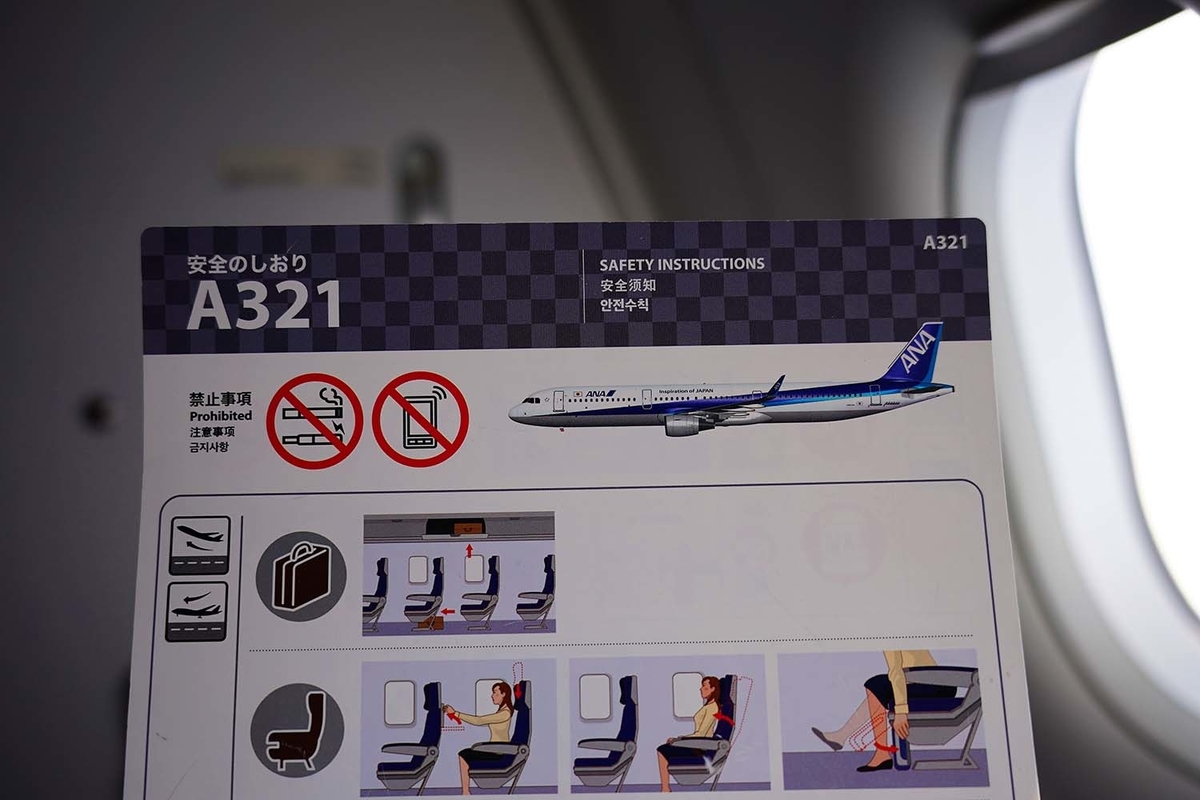 安全のしおり
A321
SAFETY INSTRUCTIONS
安全须知
안전수칙
A321
禁止事項
Prohibited
注意事项
금지사항
ANA
Inspiration of JAPAN
ANA